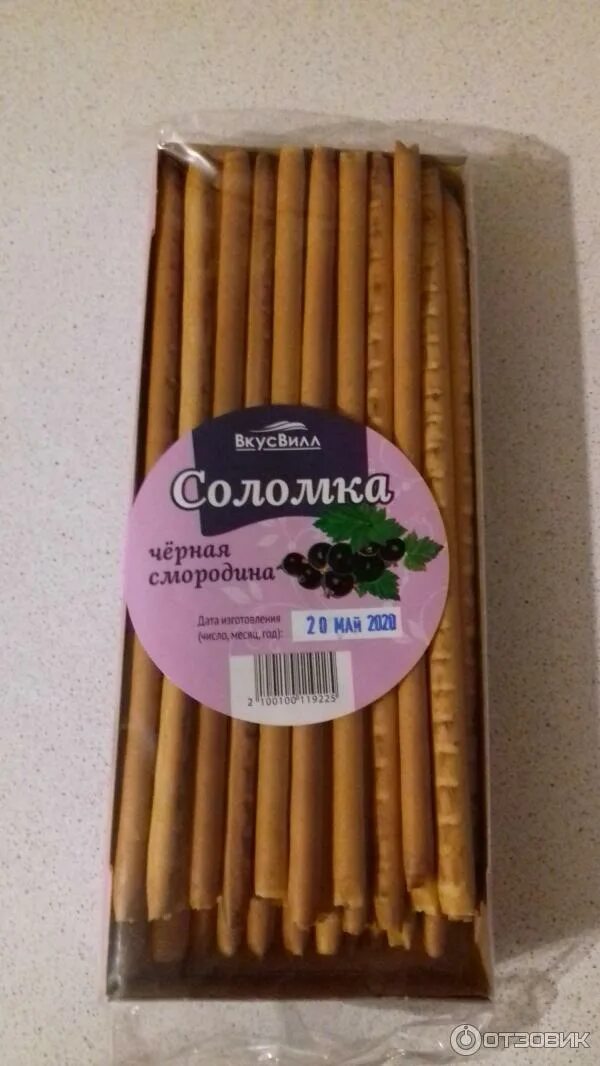 ВкусВилл
Соломка
чёрная
смородина
Дата изготовления
(число, месяц, год):
20 МАЙ 2020
2 100100 119225
ОТЗОВИК